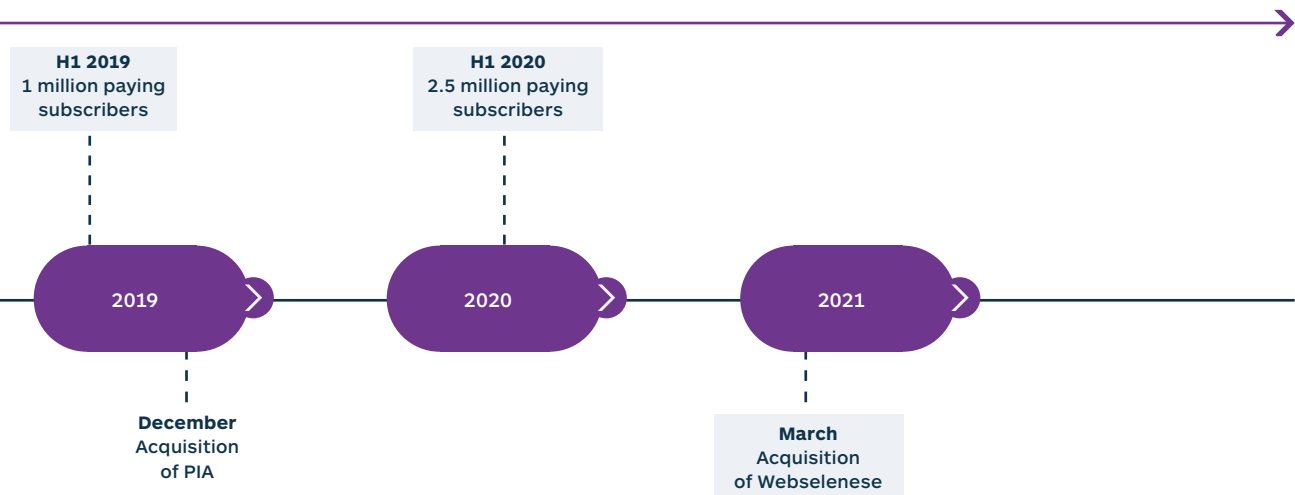 H1 2019
1 million paying
subscribers
H1 2020
2.5 million paying
subscribers
2019
2020
2021
December
Acquisition
of PIA
March
Acquisition
of Webselenese